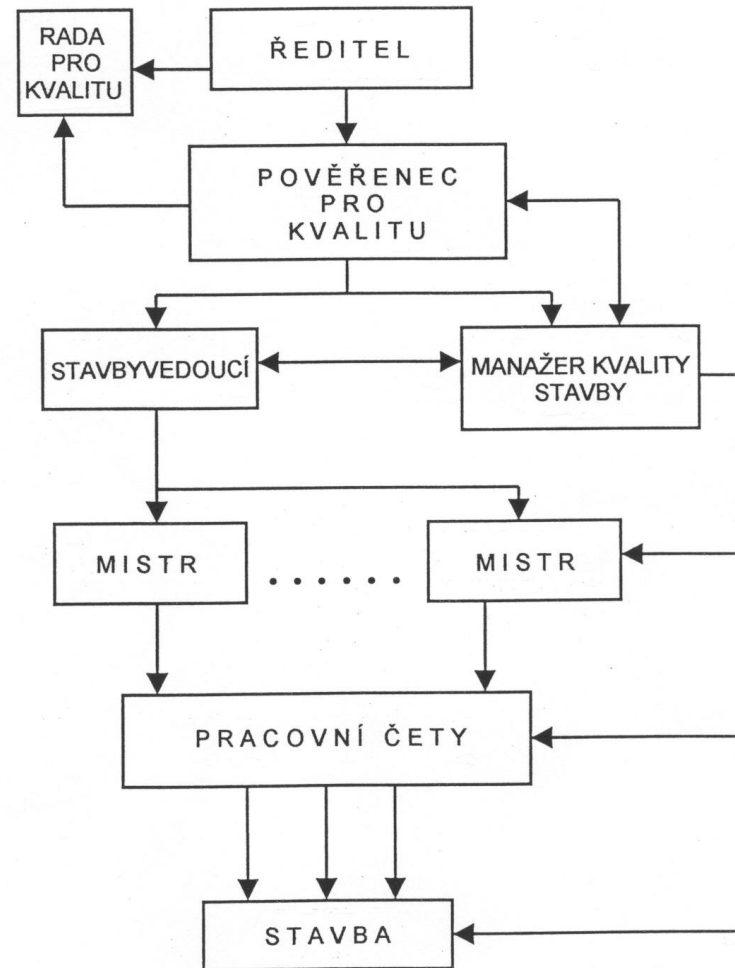 RADA
PRO
KVALITU
ŘEDITEL
POVĚŘENEC
PRO
KVALITU
STAVBYVEDOUCÍ
MANAŽER KVALITY
STAVBY
MISTR
MISTR
PRACOVNÍ ČETY
STAVBA